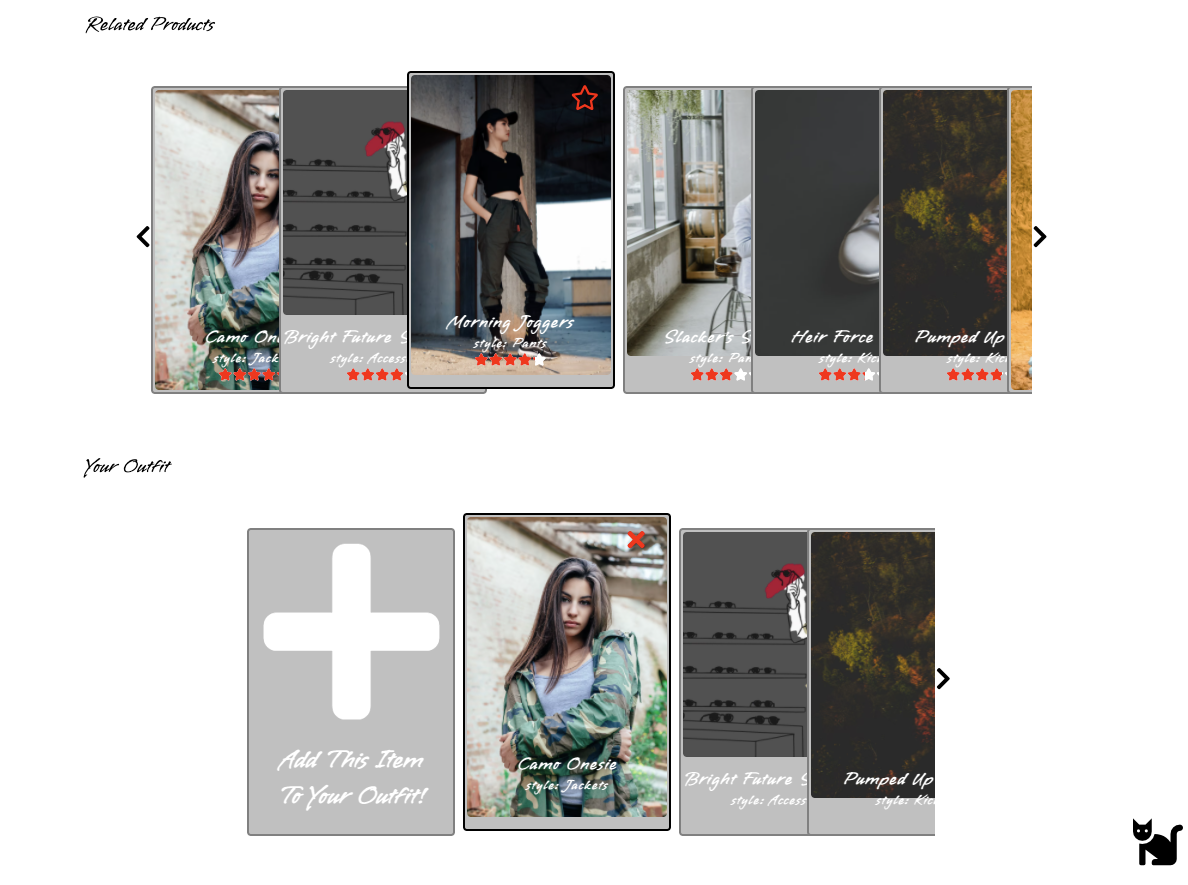 Related Products
Camo One
style: Jack
Bright Future S
style: Access
Morning Joggers
style: Pants
Slacker's S
style: Pan
Heir Force
style: Kic
Pumped Up
style: Kic
Your Outfit
Add This Item
To Your Outfit!
Camo Onesie
style: Jackets
Bright Future S
style: Access
Pumped Up
style: Kic